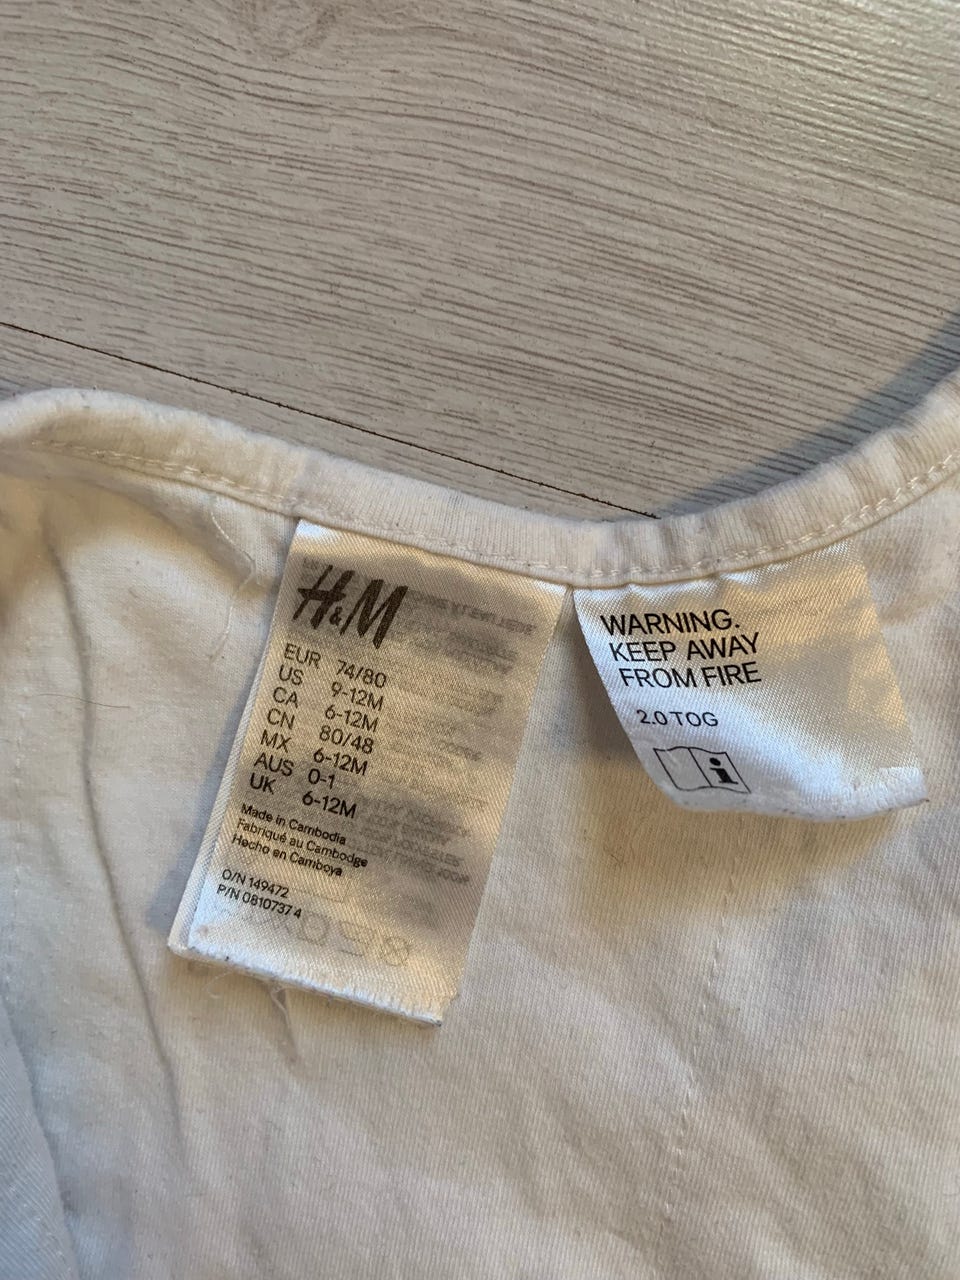 H&M
EUR 74/80
US 9-12M
CA 6-12M
CN 80/48
MX 6-12M
AUS 0-1
UK 6-12M
Made in Cambodia
Fabriqué au Cambodge
Hecho en Camboya
O/N 149472
P/N 0810737 4
WARNING.
KEEP AWAY
FROM FIRE
2.0 TOG
i